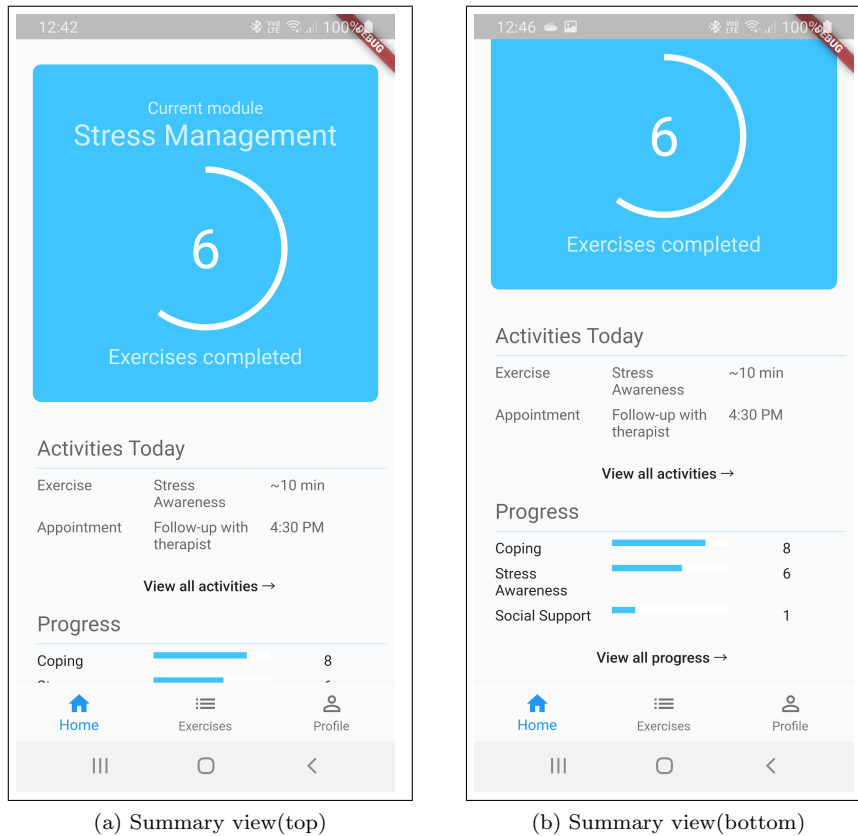 12:42
Vo))
LTE
100%
DEBUG
Current module
Stress Management
6
Exercises completed
Activities Today
Exercise Stress Awareness ~10 min
Appointment Follow-up with therapist 4:30 PM
View all activities →
Progress
Coping 8
Home Exercises Profile
(a) Summary view(top)
12:46
Vo))
LTE
100%
DEBUG
6
Exercises completed
Activities Today
Exercise Stress Awareness ~10 min
Appointment Follow-up with therapist 4:30 PM
View all activities →
Progress
Coping 8
Stress Awareness 6
Social Support 1
View all progress →
Home Exercises Profile
(b) Summary view(bottom)